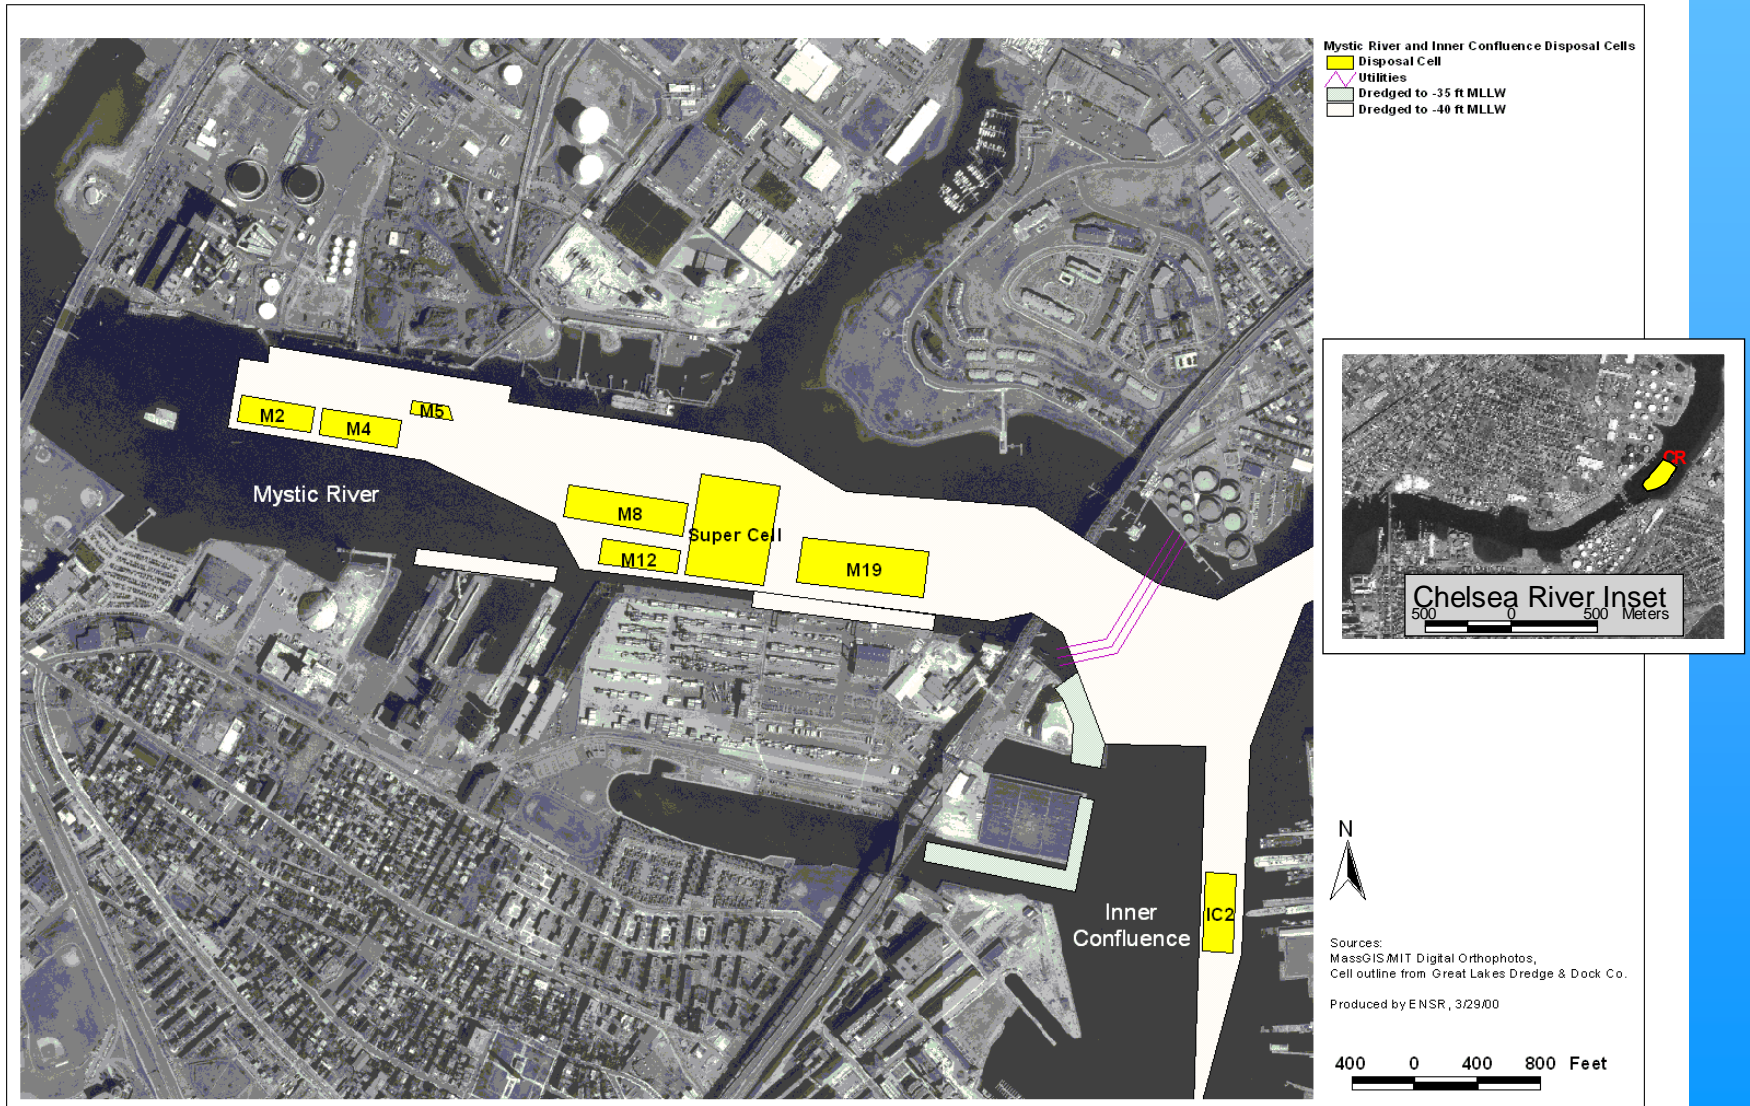 Mystic River and Inner Confluence Disposal Cells
Disposal Cell
Utilities
Dredged to -35 ft MLLW
Dredged to -40 ft MLLW
M2
M4
M5
Mystic River
M8
Super Cell
M12
M19
CR
Chelsea River Inset
500 0 500 Meters
N
Inner
Confluence
IC2
Sources:
MassGIS/MIT Digital Orthophotos,
Cell outline from Great Lakes Dredge & Dock Co.
Produced by ENSR, 3/29/00
400 0 400 800 Feet